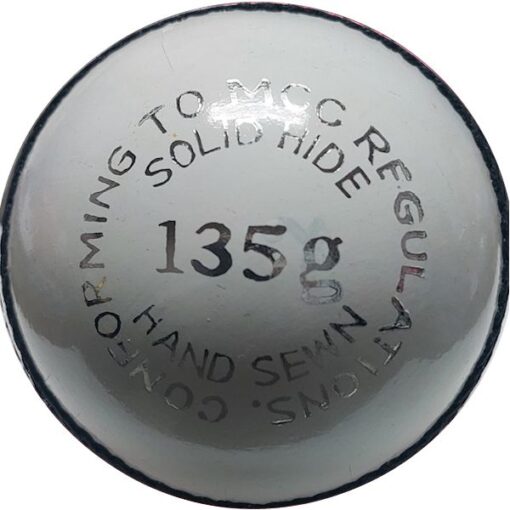 CONFORMING TO MCC REGULATIONS.
SOLID HIDE
135g
HAND SEWN